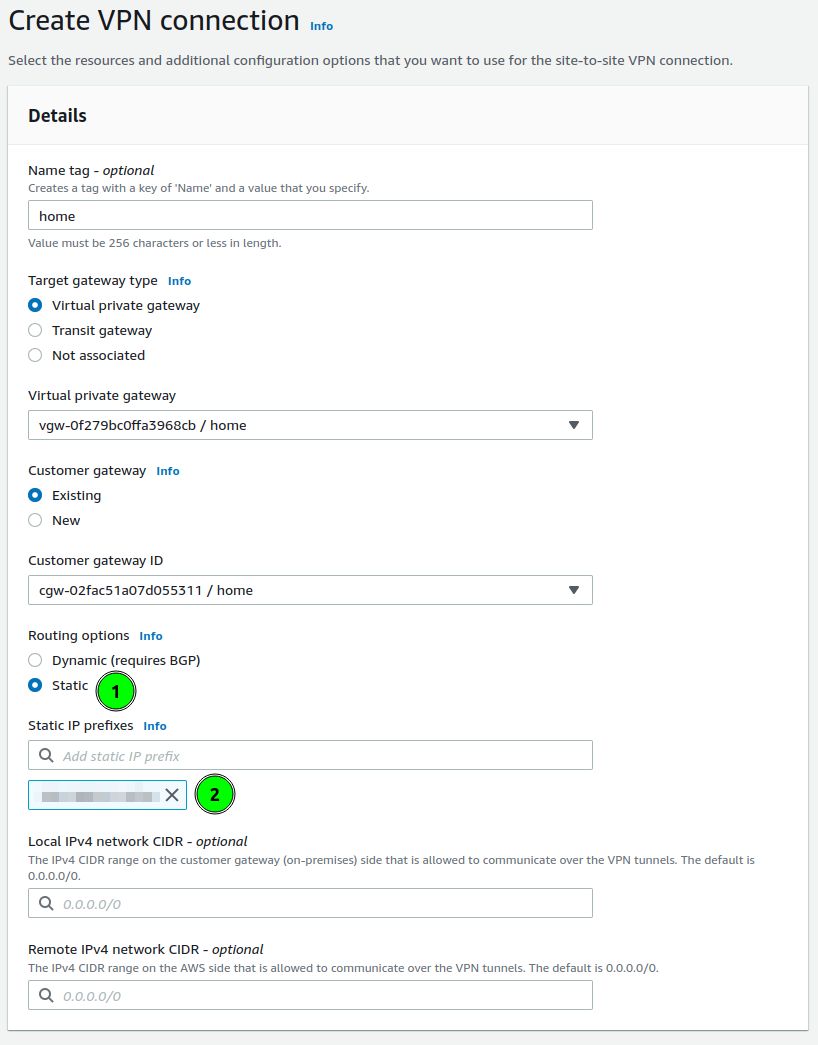 Create VPN connection Info
Select the resources and additional configuration options that you want to use for the site-to-site VPN connection.
Details
Name tag - optional
Creates a tag with a key of 'Name' and a value that you specify.
home
Value must be 256 characters or less in length.
Target gateway type Info
Virtual private gateway
Transit gateway
Not associated
Virtual private gateway
vgw-0f279bc0ffa3968cb / home
Customer gateway Info
Existing
New
Customer gateway ID
cgw-02fac51a07d055311 / home
Routing options Info
Dynamic (requires BGP)
Static 1
Static IP prefixes Info
Add static IP prefix
2
Local IPv4 network CIDR - optional
The IPv4 CIDR range on the customer gateway (on-premises) side that is allowed to communicate over the VPN tunnels. The default is
0.0.0.0/0.
0.0.0.0/0
Remote IPv4 network CIDR - optional
The IPv4 CIDR range on the AWS side that is allowed to communicate over the VPN tunnels. The default is 0.0.0.0/0.
0.0.0.0/0